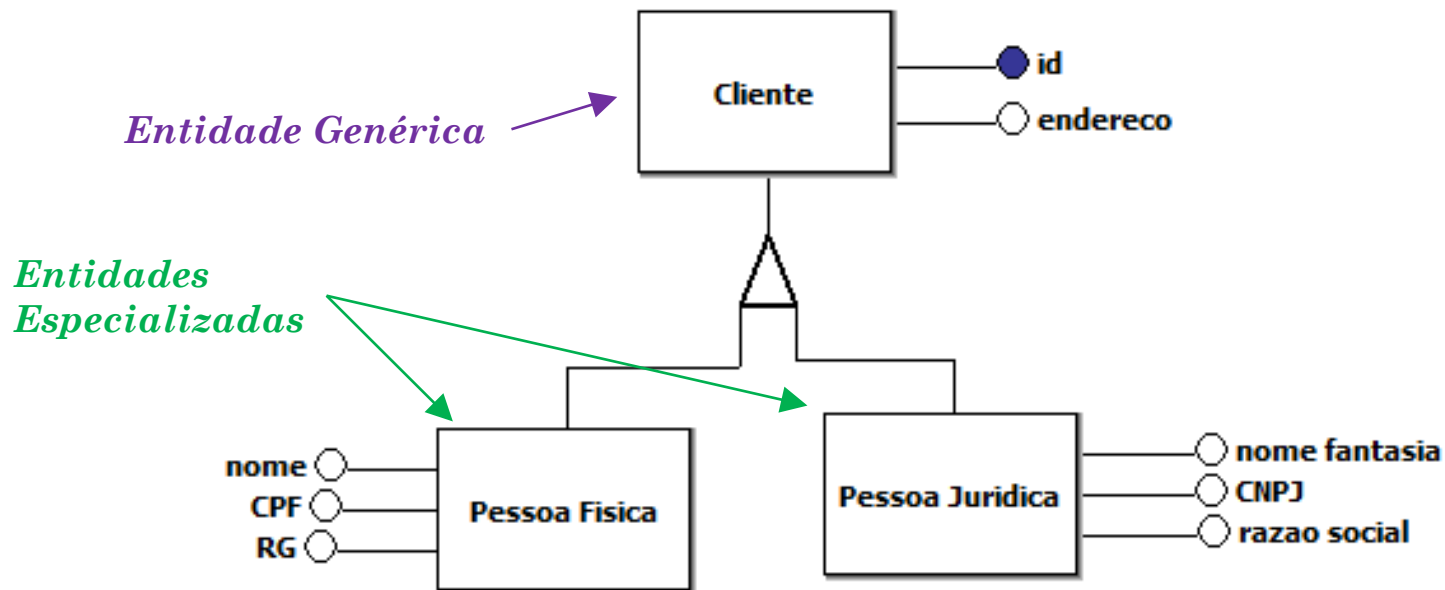 Cliente
id
endereco
Entidade Genérica
Entidades
Especializadas
nome
CPF
RG
Pessoa Fisica
Pessoa Juridica
nome fantasia
CNPJ
razao social